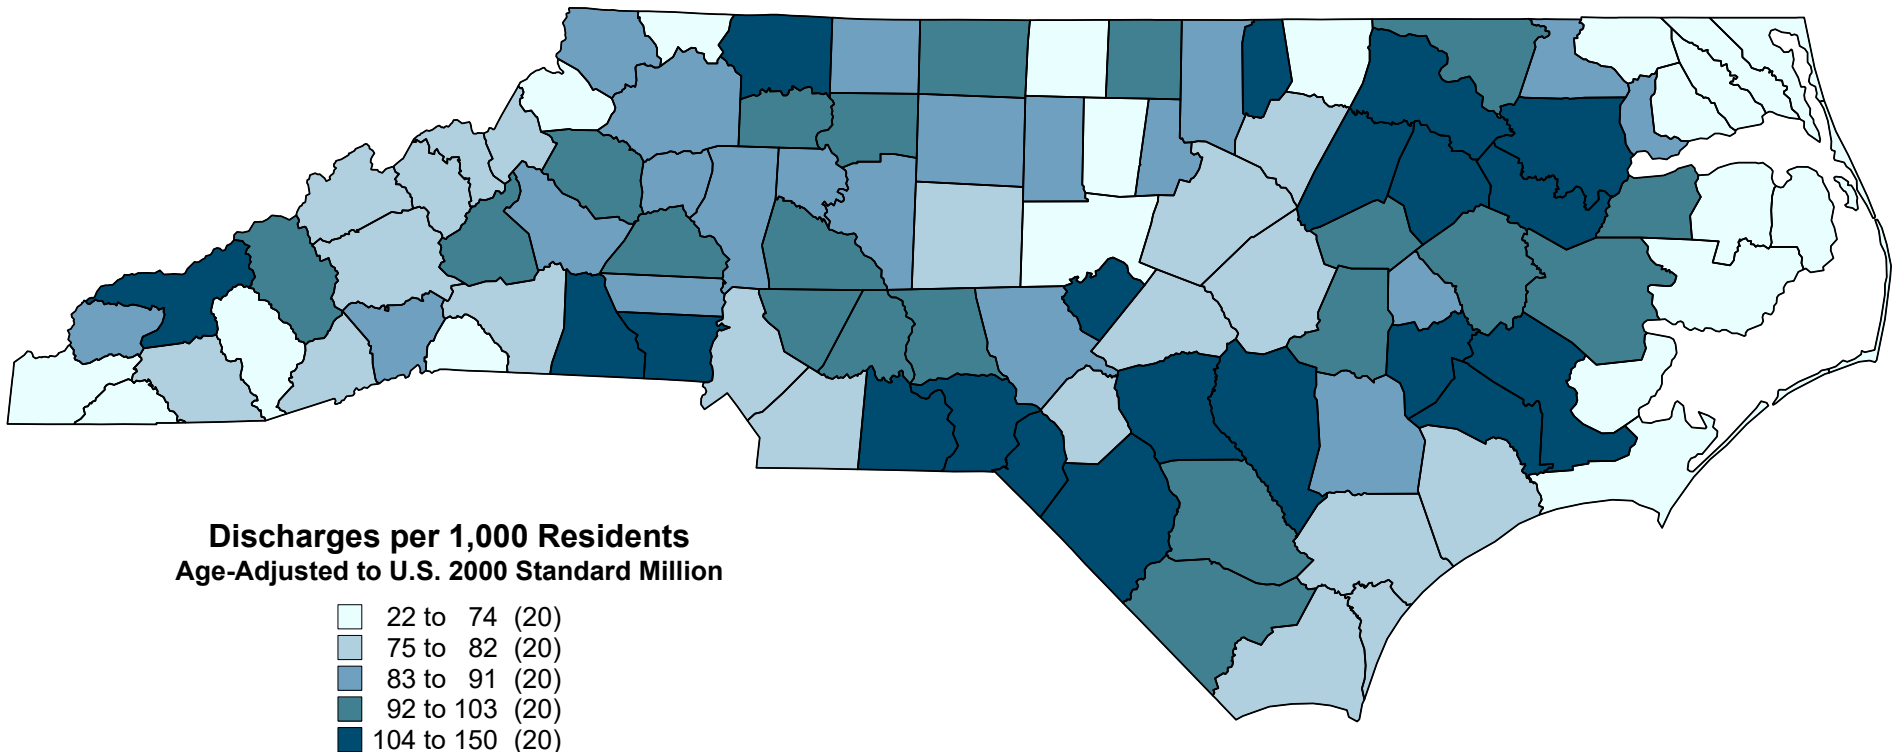 Discharges per 1,000 Residents
Age-Adjusted to U.S. 2000 Standard Million
22 to 74 (20)
75 to 82 (20)
83 to 91 (20)
92 to 103 (20)
104 to 150 (20)